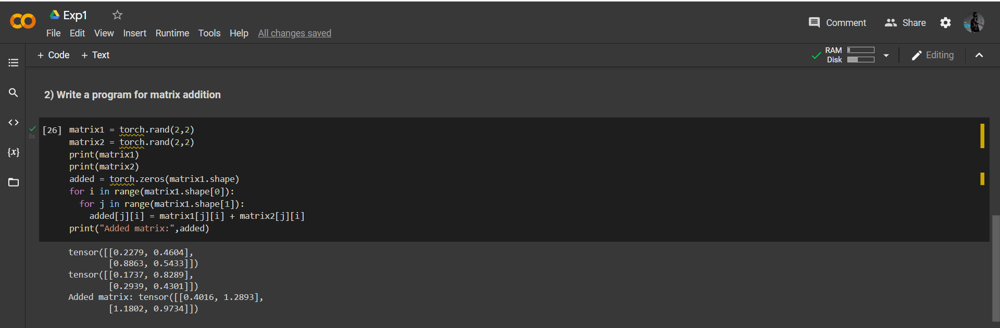 Exp1
File Edit View Insert Runtime Tools Help All changes saved
Comment Share
+ Code + Text
RAM
Disk
Editing
2) Write a program for matrix addition
[26] matrix1 = torch.rand(2,2)
0s
matrix2 = torch.rand(2,2)
print(matrix1)
print(matrix2)
added = torch.zeros(matrix1.shape)
for i in range(matrix1.shape[0]):
  for j in range(matrix1.shape[1]):
    added[j][i] = matrix1[j][i] + matrix2[j][i]
print("Added matrix:",added)
tensor([[0.2279, 0.4604],
        [0.8863, 0.5433]])
tensor([[0.1737, 0.8289],
        [0.2939, 0.4301]])
Added matrix: tensor([[0.4016, 1.2893],
        [1.1802, 0.9734]])
{x}